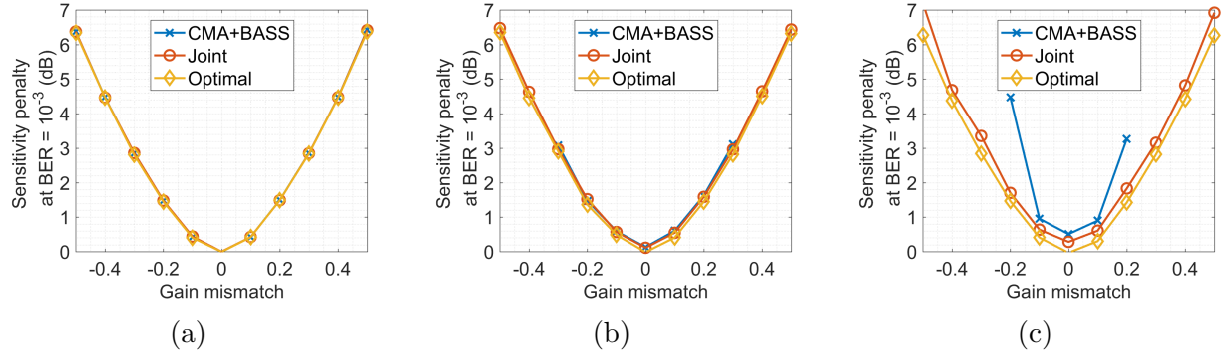 7
6
5
4
3
2
1
0
Sensitivity penalty
at BER = 10⁻³ (dB)
CMA+BASS
Joint
Optimal
-0.4 -0.2 0 0.2 0.4
Gain mismatch
(a)
7
6
5
4
3
2
1
0
Sensitivity penalty
at BER = 10⁻³ (dB)
CMA+BASS
Joint
Optimal
-0.4 -0.2 0 0.2 0.4
Gain mismatch
(b)
7
6
5
4
3
2
1
0
Sensitivity penalty
at BER = 10⁻³ (dB)
CMA+BASS
Joint
Optimal
-0.4 -0.2 0 0.2 0.4
Gain mismatch
(c)